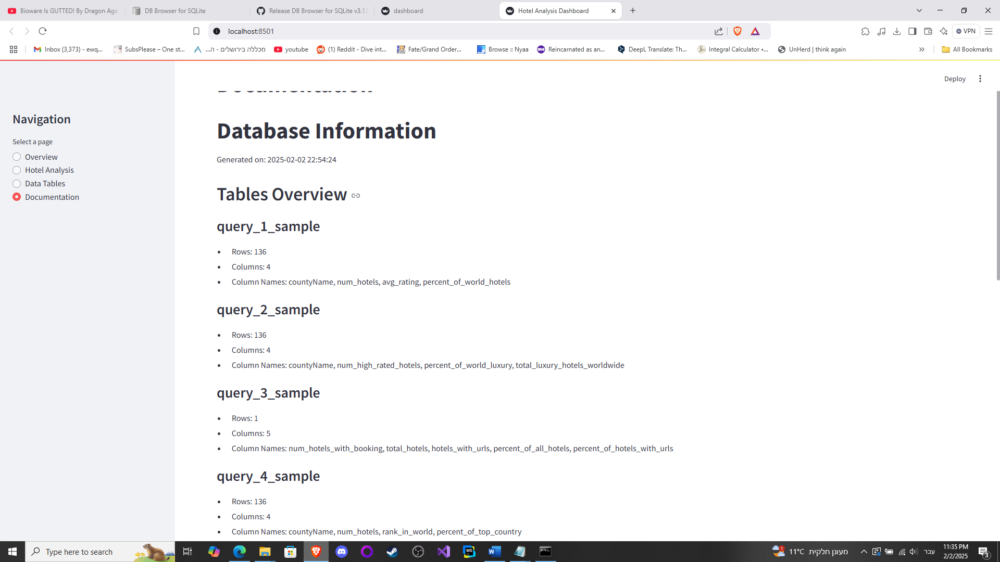 Bioware Is GUTTED! By Dragon Age
DB Browser for SQLite
Release DB Browser for SQLite v3.13
dashboard
Hotel Analysis Dashboard
localhost:8501
VPN
Inbox (3,373) - ewq...
SubsPlease – One st...
מכללה בירושלים - ה...
youtube
(1) Reddit - Dive int...
Fate/Grand Order...
Browse :: Nyaa
Reincarnated as an...
DeepL Translate: Th...
Integral Calculator •...
UnHerd | think again
All Bookmarks
Deploy
Documentation
Navigation
Select a page
Overview
Hotel Analysis
Data Tables
Documentation
Database Information
Generated on: 2025-02-02 22:54:24
Tables Overview
query_1_sample
• Rows: 136
• Columns: 4
• Column Names: countyName, num_hotels, avg_rating, percent_of_world_hotels
query_2_sample
• Rows: 136
• Columns: 4
• Column Names: countyName, num_high_rated_hotels, percent_of_world_luxury, total_luxury_hotels_worldwide
query_3_sample
• Rows: 1
• Columns: 5
• Column Names: num_hotels_with_booking, total_hotels, hotels_with_urls, percent_of_all_hotels, percent_of_hotels_with_urls
query_4_sample
• Rows: 136
• Columns: 4
• Column Names: countyName, num_hotels, rank_in_world, percent_of_top_country
Type here to search
WS
1
11°C מעונן חלקית
עבר
11:35 PM
2/2/2025
3